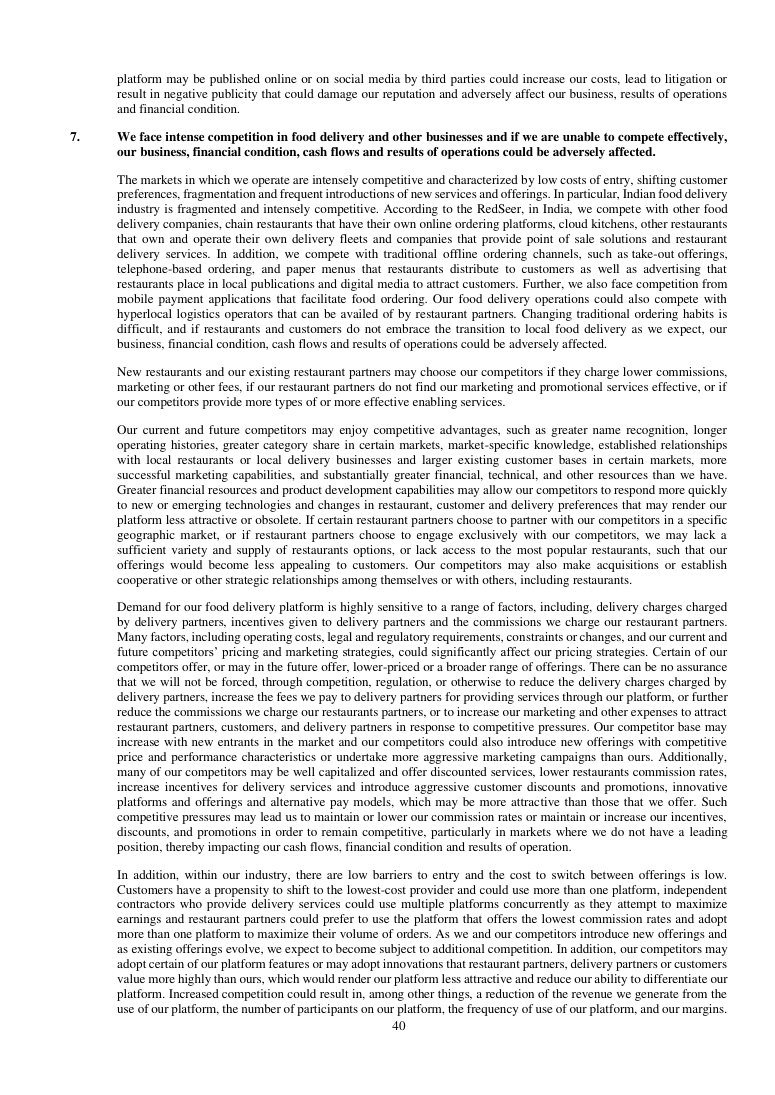 platform may be published online or on social media by third parties could increase our costs, lead to litigation or
result in negative publicity that could damage our reputation and adversely affect our business, results of operations
and financial condition.
7. We face intense competition in food delivery and other businesses and if we are unable to compete effectively,
our business, financial condition, cash flows and results of operations could be adversely affected.
The markets in which we operate are intensely competitive and characterized by low costs of entry, shifting customer
preferences, fragmentation and frequent introductions of new services and offerings. In particular, Indian food delivery
industry is fragmented and intensely competitive. According to the RedSeer, in India, we compete with other food
delivery companies, chain restaurants that have their own online ordering platforms, cloud kitchens, other restaurants
that own and operate their own delivery fleets and companies that provide point of sale solutions and restaurant
delivery services. In addition, we compete with traditional offline ordering channels, such as take-out offerings,
telephone-based ordering, and paper menus that restaurants distribute to customers as well as advertising that
restaurants place in local publications and digital media to attract customers. Further, we also face competition from
mobile payment applications that facilitate food ordering. Our food delivery operations could also compete with
hyperlocal logistics operators that can be availed of by restaurant partners. Changing traditional ordering habits is
difficult, and if restaurants and customers do not embrace the transition to local food delivery as we expect, our
business, financial condition, cash flows and results of operations could be adversely affected.
New restaurants and our existing restaurant partners may choose our competitors if they charge lower commissions,
marketing or other fees, if our restaurant partners do not find our marketing and promotional services effective, or if
our competitors provide more types of or more effective enabling services.
Our current and future competitors may enjoy competitive advantages, such as greater name recognition, longer
operating histories, greater category share in certain markets, market-specific knowledge, established relationships
with local restaurants or local delivery businesses and larger existing customer bases in certain markets, more
successful marketing capabilities, and substantially greater financial, technical, and other resources than we have.
Greater financial resources and product development capabilities may allow our competitors to respond more quickly
to new or emerging technologies and changes in restaurant, customer and delivery preferences that may render our
platform less attractive or obsolete. If certain restaurant partners choose to partner with our competitors in a specific
geographic market, or if restaurant partners choose to engage exclusively with our competitors, we may lack a
sufficient variety and supply of restaurants options, or lack access to the most popular restaurants, such that our
offerings would become less appealing to customers. Our competitors may also make acquisitions or establish
cooperative or other strategic relationships among themselves or with others, including restaurants.
Demand for our food delivery platform is highly sensitive to a range of factors, including, delivery charges charged
by delivery partners, incentives given to delivery partners and the commissions we charge our restaurant partners.
Many factors, including operating costs, legal and regulatory requirements, constraints or changes, and our current and
future competitors’ pricing and marketing strategies, could significantly affect our pricing strategies. Certain of our
competitors offer, or may in the future offer, lower-priced or a broader range of offerings. There can be no assurance
that we will not be forced, through competition, regulation, or otherwise to reduce the delivery charges charged by
delivery partners, increase the fees we pay to delivery partners for providing services through our platform, or further
reduce the commissions we charge our restaurants partners, or to increase our marketing and other expenses to attract
restaurant partners, customers, and delivery partners in response to competitive pressures. Our competitor base may
increase with new entrants in the market and our competitors could also introduce new offerings with competitive
price and performance characteristics or undertake more aggressive marketing campaigns than ours. Additionally,
many of our competitors may be well capitalized and offer discounted services, lower restaurants commission rates,
increase incentives for delivery services and introduce aggressive customer discounts and promotions, innovative
platforms and offerings and alternative pay models, which may be more attractive than those that we offer. Such
competitive pressures may lead us to maintain or lower our commission rates or maintain or increase our incentives,
discounts, and promotions in order to remain competitive, particularly in markets where we do not have a leading
position, thereby impacting our cash flows, financial condition and results of operation.
In addition, within our industry, there are low barriers to entry and the cost to switch between offerings is low.
Customers have a propensity to shift to the lowest-cost provider and could use more than one platform, independent
contractors who provide delivery services could use multiple platforms concurrently as they attempt to maximize
earnings and restaurant partners could prefer to use the platform that offers the lowest commission rates and adopt
more than one platform to maximize their volume of orders. As we and our competitors introduce new offerings and
as existing offerings evolve, we expect to become subject to additional competition. In addition, our competitors may
adopt certain of our platform features or may adopt innovations that restaurant partners, delivery partners or customers
value more highly than ours, which would render our platform less attractive and reduce our ability to differentiate our
platform. Increased competition could result in, among other things, a reduction of the revenue we generate from the
use of our platform, the number of participants on our platform, the frequency of use of our platform, and our margins.
40